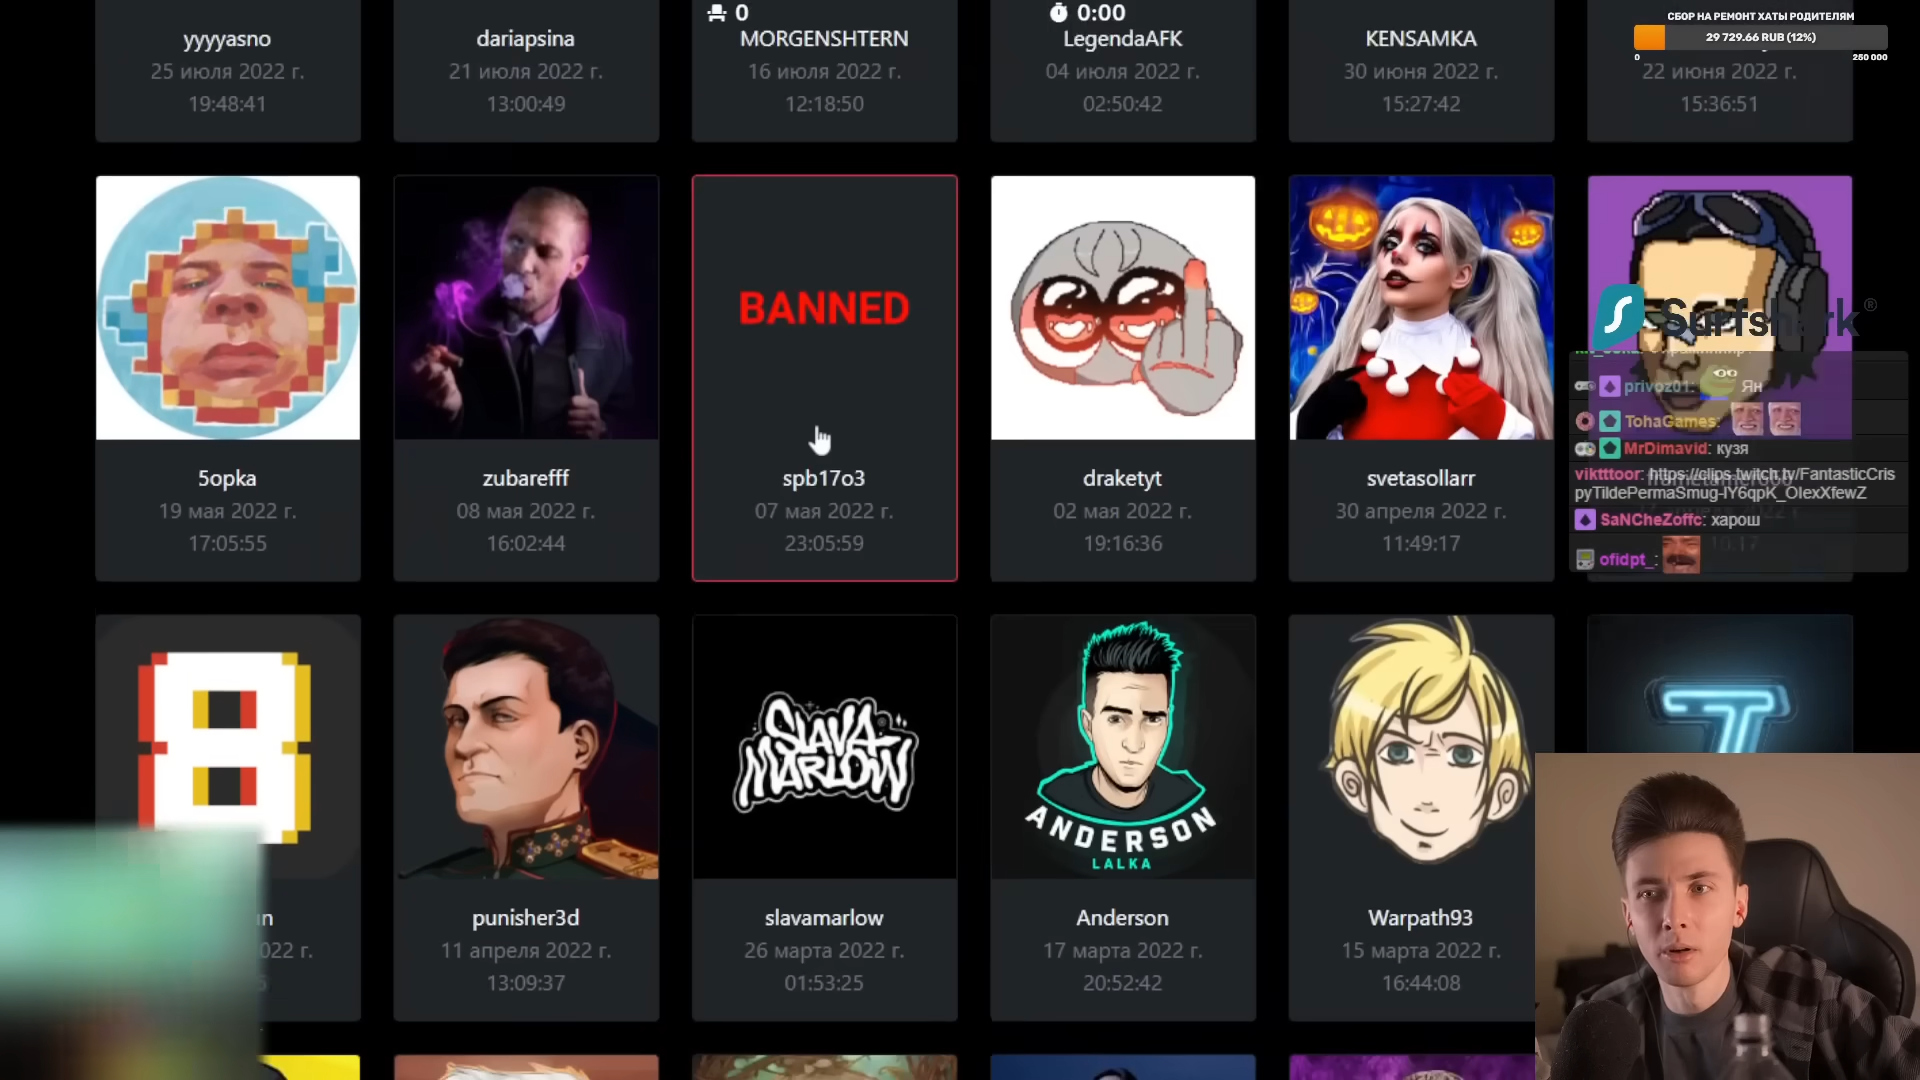 0
0:00
СБОР НА РЕМОНТ ХАТЫ РОДИТЕЛЯМ
29 729.66 RUB (12%)
0
250 000
yyyyasno
25 июля 2022 г.
19:48:41
dariapsina
21 июля 2022 г.
13:00:49
MORGENSHTERN
16 июля 2022 г.
12:18:50
LegendaAFK
04 июля 2022 г.
02:50:42
KENSAMKA
30 июня 2022 г.
15:27:42
22 июня 2022 г.
15:36:51
BANNED
5opka
19 мая 2022 г.
17:05:55
zubarefff
08 мая 2022 г.
16:02:44
spb17o3
07 мая 2022 г.
23:05:59
draketyt
02 мая 2022 г.
19:16:36
svetasollarr
30 апреля 2022 г.
11:49:17
Surfshark®
privoz01: Ян
TohaGames:
MrDimavid: кузя
viktttoor: https://clips.twitch.tv/FantasticCris
pyTildePermaSmug-IY6qpK_OIexXfewZ
SaNCheZoffc: харош
ofidpt_:
8
SLAVA
MARLOW
ANDERSON
LALKA
T
022 г.
punisher3d
11 апреля 2022 г.
13:09:37
slavamarlow
26 марта 2022 г.
01:53:25
Anderson
17 марта 2022 г.
20:52:42
Warpath93
15 марта 2022 г.
16:44:08